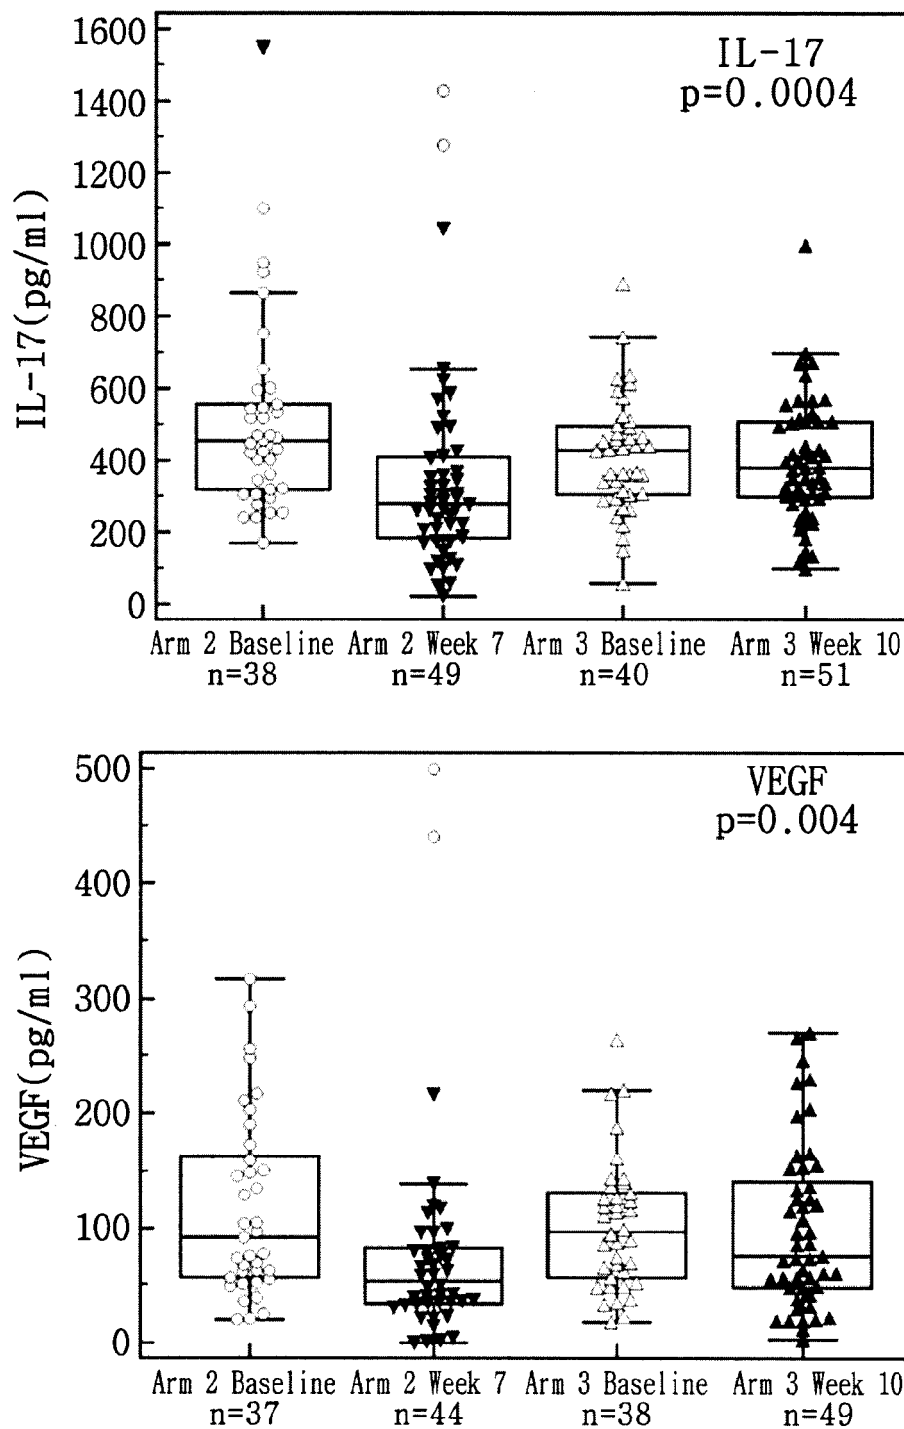 IL-17
p=0.0004
IL-17(pg/ml)
1600
1400
1200
1000
800
600
400
200
0
Arm 2 Baseline Arm 2 Week 7 Arm 3 Baseline Arm 3 Week 10
n=38 n=49 n=40 n=51
VEGF
p=0.004
VEGF(pg/ml)
500
400
300
200
100
0
Arm 2 Baseline Arm 2 Week 7 Arm 3 Baseline Arm 3 Week 10
n=37 n=44 n=38 n=49